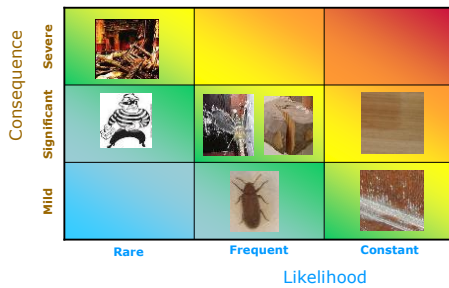 Consequence
Severe
Significant
Mild
Rare
Frequent
Constant
Likelihood